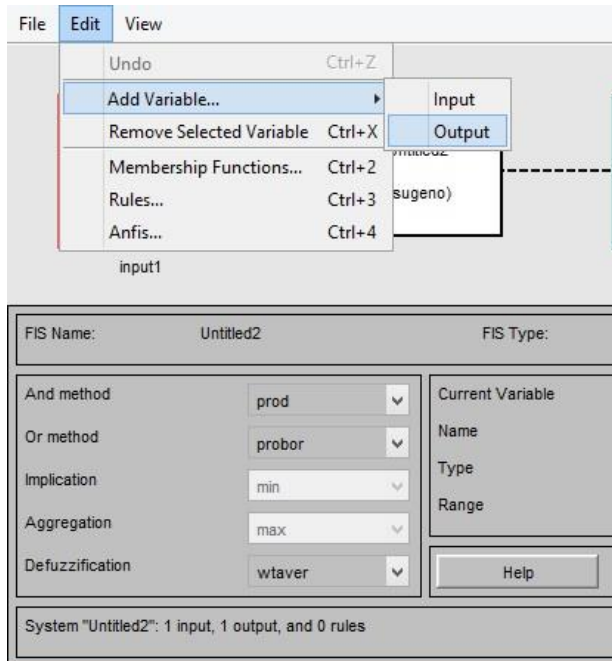 File Edit View
Undo Ctrl+Z
Add Variable...
Input
Remove Selected Variable Ctrl+X
Output
Membership Functions... Ctrl+2
Rules... Ctrl+3
sugeno)
Anfis... Ctrl+4
input1
FIS Name: Untitled2 FIS Type:
And method prod
Or method probor
Implication min
Aggregation max
Defuzzification wtaver
Current Variable
Name
Type
Range
Help
System "Untitled2": 1 input, 1 output, and 0 rules